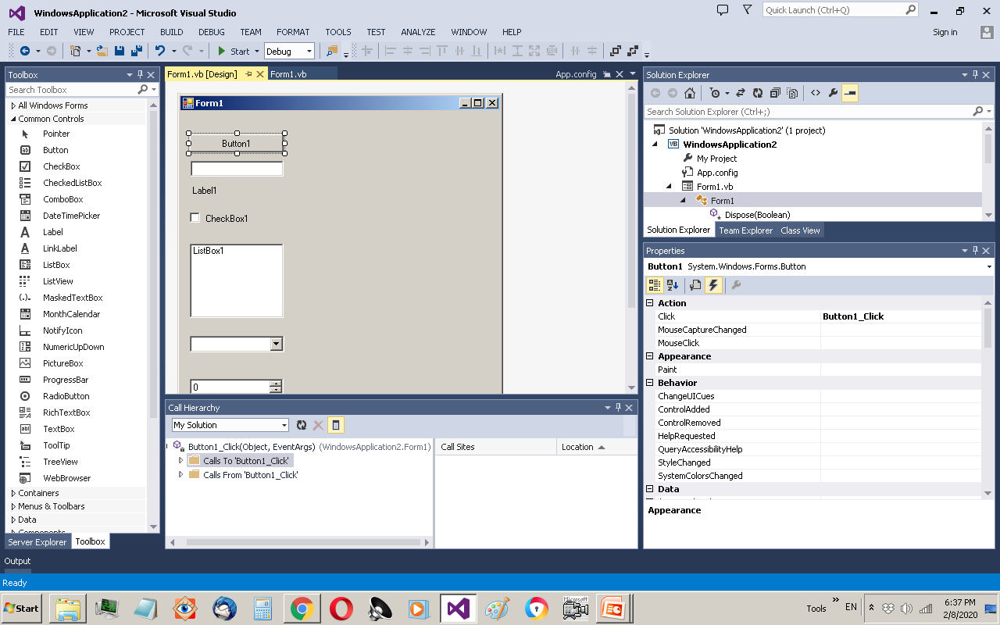 WindowsApplication2 - Microsoft Visual Studio
Quick Launch (Ctrl+Q)
FILE EDIT VIEW PROJECT BUILD DEBUG TEAM FORMAT TOOLS TEST ANALYZE WINDOW HELP
Sign in
Start Debug
Toolbox
Search Toolbox
All Windows Forms
Common Controls
Pointer
Button
CheckBox
CheckedListBox
ComboBox
DateTimePicker
Label
LinkLabel
ListBox
ListView
MaskedTextBox
MonthCalendar
NotifyIcon
NumericUpDown
PictureBox
ProgressBar
RadioButton
RichTextBox
TextBox
ToolTip
TreeView
WebBrowser
Containers
Menus & Toolbars
Data
Components
Server Explorer Toolbox
Form1.vb [Design] Form1.vb App.config
Form1
Button1
Label1
CheckBox1
ListBox1
0
Call Hierarchy
My Solution
Button1_Click(Object, EventArgs) (WindowsApplication2.Form1)
Calls To 'Button1_Click'
Calls From 'Button1_Click'
Call Sites Location
Solution Explorer
Search Solution Explorer (Ctrl+;)
Solution 'WindowsApplication2' (1 project)
VB WindowsApplication2
My Project
App.config
Form1.vb
Form1
Dispose(Boolean)
Solution Explorer Team Explorer Class View
Properties
Button1 System.Windows.Forms.Button
Action
Click Button1_Click
MouseCaptureChanged
MouseClick
Appearance
Paint
Behavior
ChangeUICues
ControlAdded
ControlRemoved
HelpRequested
QueryAccessibilityHelp
StyleChanged
SystemColorsChanged
Data
Appearance
Output
Ready
Start
Microsoft
Tools » EN
6:37 PM
2/8/2020